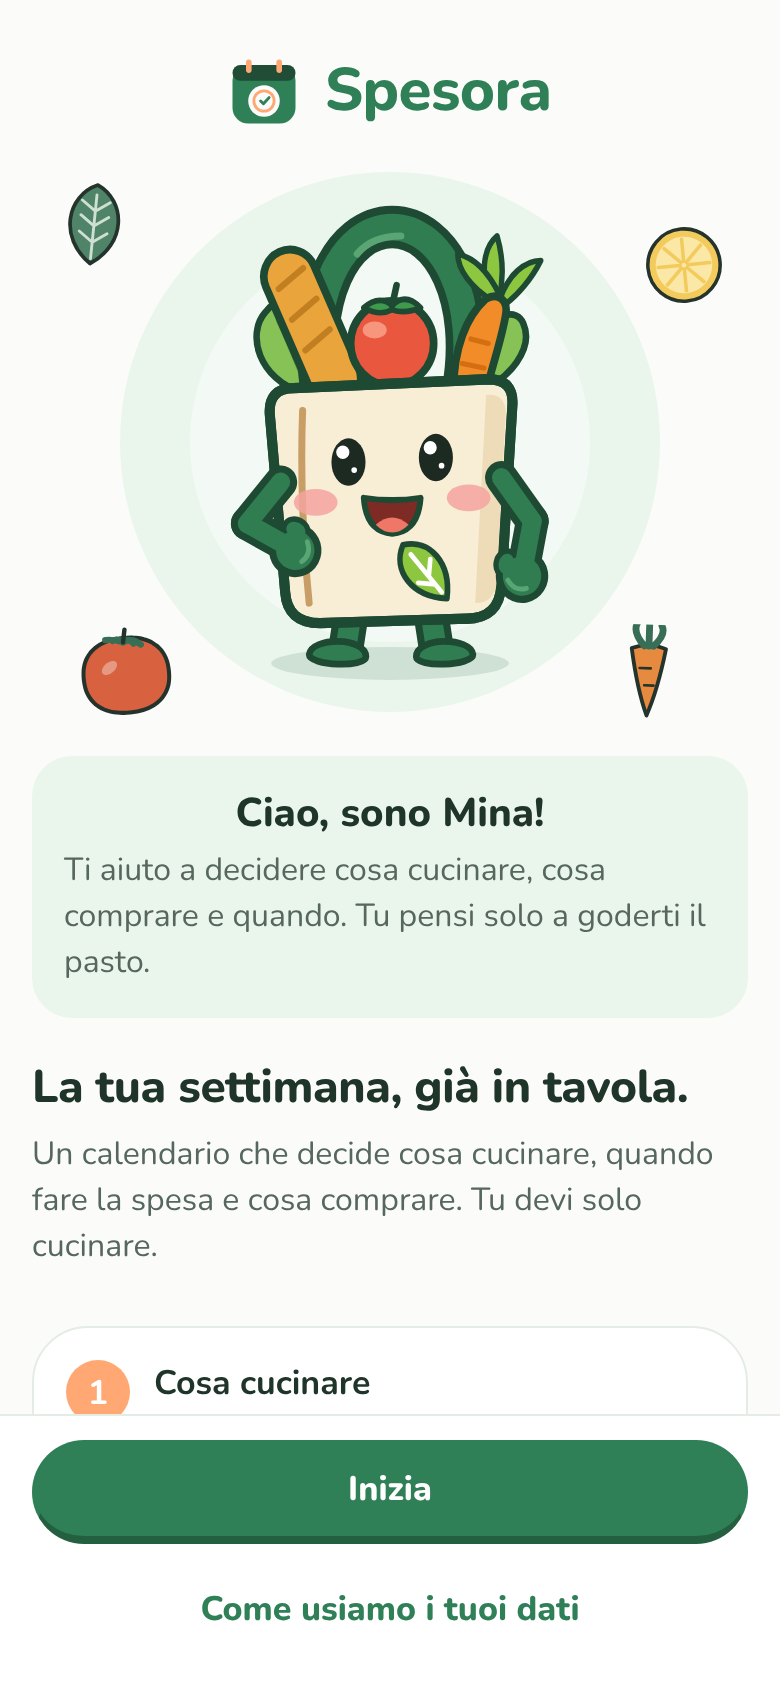 Spesora
Ciao, sono Mina!
Ti aiuto a decidere cosa cucinare, cosa
comprare e quando. Tu pensi solo a goderti il
pasto.
La tua settimana, già in tavola.
Un calendario che decide cosa cucinare, quando
fare la spesa e cosa comprare. Tu devi solo
cucinare.
1 Cosa cucinare
Inizia
Come usiamo i tuoi dati